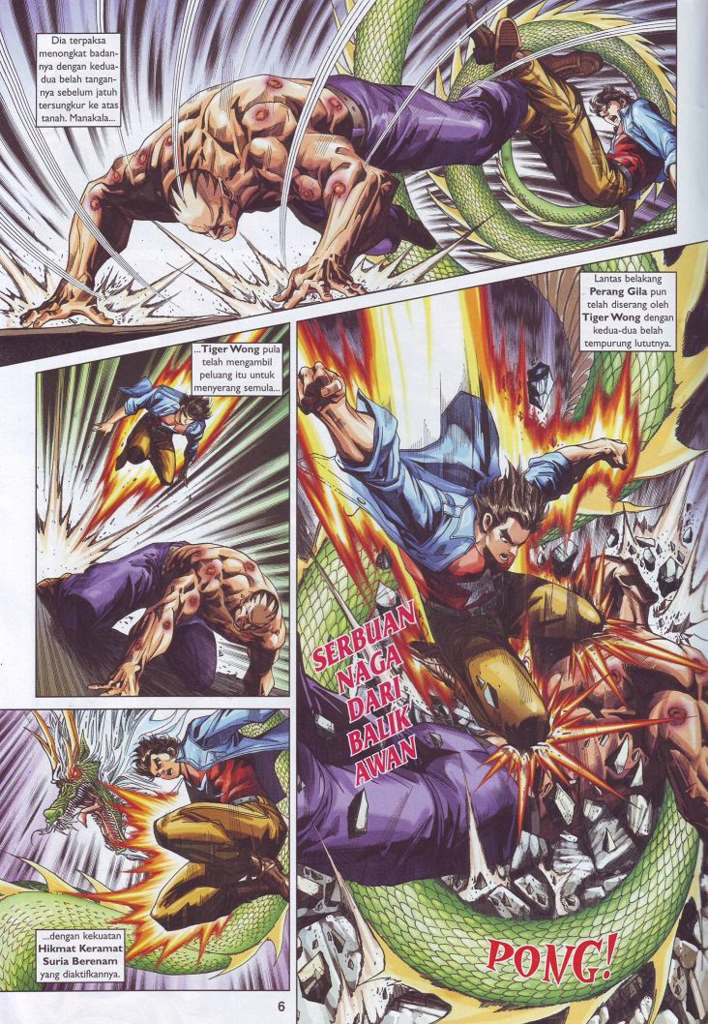 Dia terpaksa
menongkat badan-
nya dengan kedua-
dua belah tangan-
nya sebelum jatuh
tersungkur ke atas
tanah. Manakala...
...Tiger Wong pula
telah mengambil
peluang itu untuk
menyerang semula...
...dengan kekuatan
Hikmat Keramat
Suria Berenam
yang diaktifkannya.
Lantas belakang
Perang Gila pun
telah diserang oleh
Tiger Wong dengan
kedua-dua belah
tempurung lututnya.
SERBUAN
NAGA
DARI
BALIK
AWAN
PONG!
6